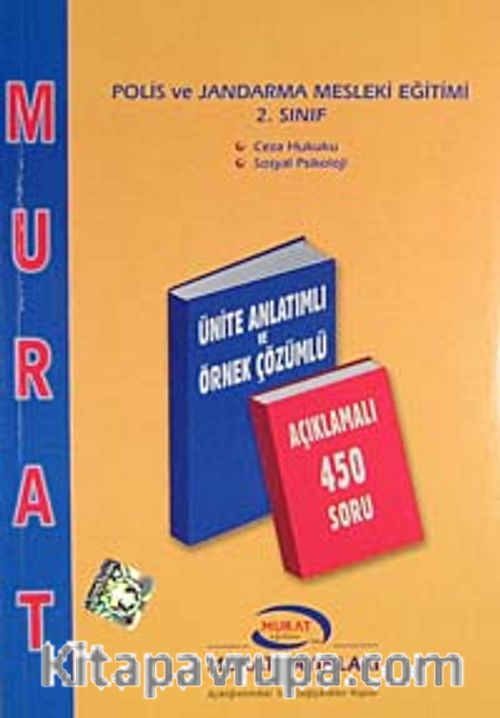 MURAT
POLİS ve JANDARMA MESLEKİ EĞİTİMİ
2. SINIF
Ceza Hukuku
Sosyal Psikoloji
ÜNİTE ANLATIMLI
ve
ÖRNEK ÇÖZÜMLÜ
AÇIKLAMALI
450
SORU
MURAT
Kitapavrupa.com